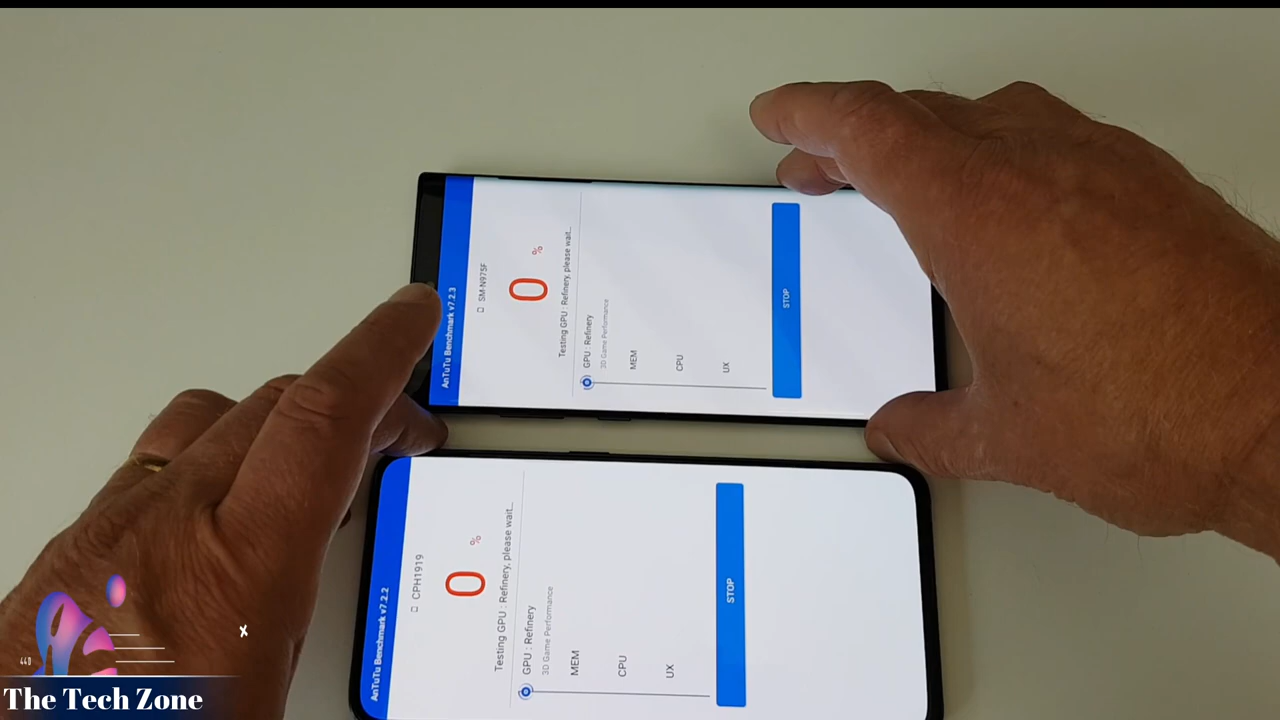 AnTuTu Benchmark v7.2.3
SM-N975F
0 %
Testing GPU : Refinery, please wait...
GPU : Refinery
3D Game Performance
MEM
CPU
UX
STOP
AnTuTu Benchmark v7.2.2
CPH1919
0 %
Testing GPU : Refinery, please wait...
GPU : Refinery
3D Game Performance
MEM
CPU
UX
STOP
440
The Tech Zone